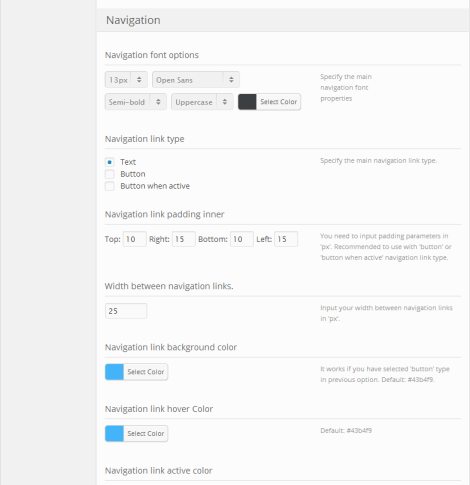 Navigation
Navigation font options
13px Open Sans
Semi-bold Uppercase Select Color
Specify the main
navigation font
properties
Navigation link type
Text
Button
Button when active
Specify the main navigation link type.
Navigation link padding inner
Top: 10 Right: 15 Bottom: 10 Left: 15
You need to input padding parameters in
'px'. Recommended to use with 'button' or
'button when active' navigation link type.
Width between navigation links.
25
Input your width between navigation links
in 'px'.
Navigation link background color
Select Color
It works if you have selected 'button' type
in previous option. Default: #43b4f9.
Navigation link hover Color
Select Color
Default: #43b4f9
Navigation link active color